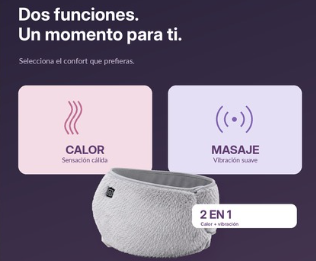 Dos funciones.
Un momento para ti.
Selecciona el confort que prefieras.
CALOR
Sensación cálida
MASAJE
Vibración suave
2 EN 1
Calor + vibración